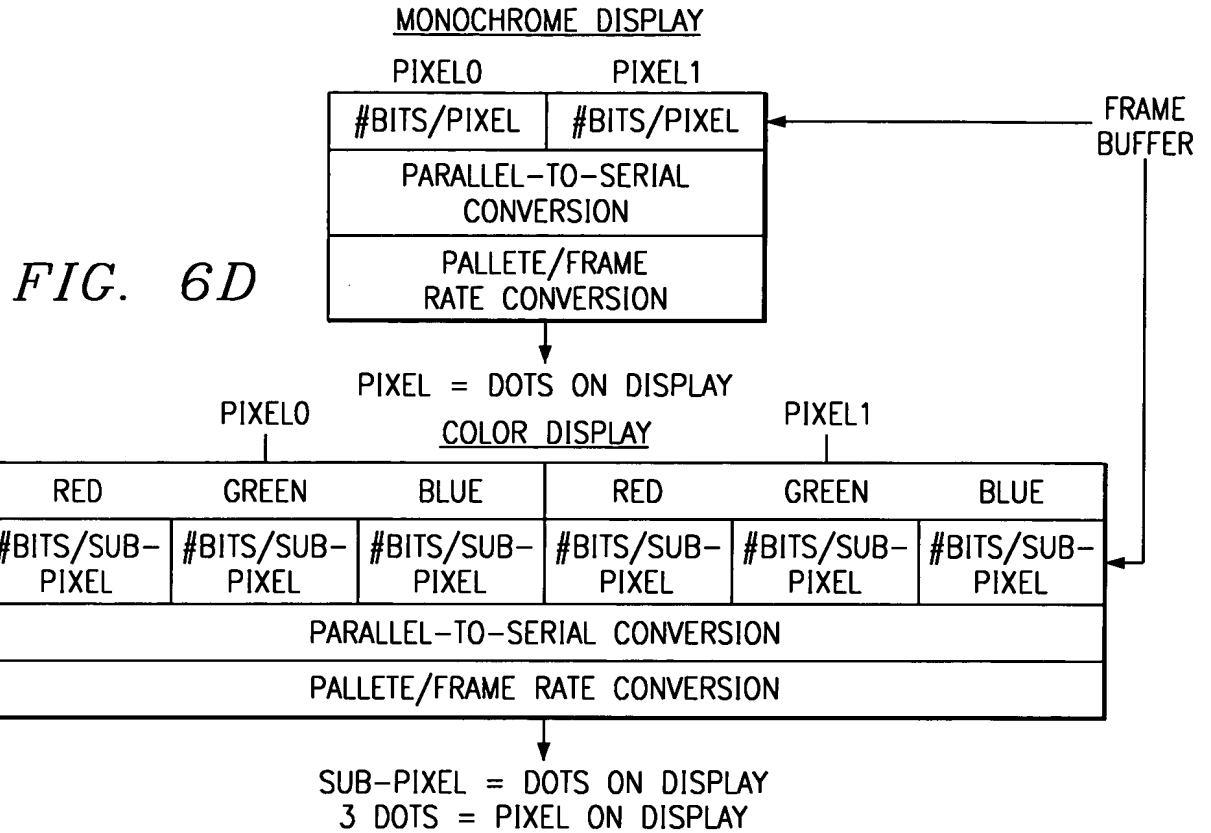 MONOCHROME DISPLAY
PIXEL0 PIXEL1
#BITS/PIXEL #BITS/PIXEL
FRAME
BUFFER
PARALLEL-TO-SERIAL
CONVERSION
PALLETE/FRAME
RATE CONVERSION
FIG. 6D
PIXEL = DOTS ON DISPLAY
PIXEL0 PIXEL1
COLOR DISPLAY
RED GREEN BLUE RED GREEN BLUE
#BITS/SUB-
PIXEL
#BITS/SUB-
PIXEL
#BITS/SUB-
PIXEL
#BITS/SUB-
PIXEL
#BITS/SUB-
PIXEL
#BITS/SUB-
PIXEL
PARALLEL-TO-SERIAL CONVERSION
PALLETE/FRAME RATE CONVERSION
SUB-PIXEL = DOTS ON DISPLAY
3 DOTS = PIXEL ON DISPLAY